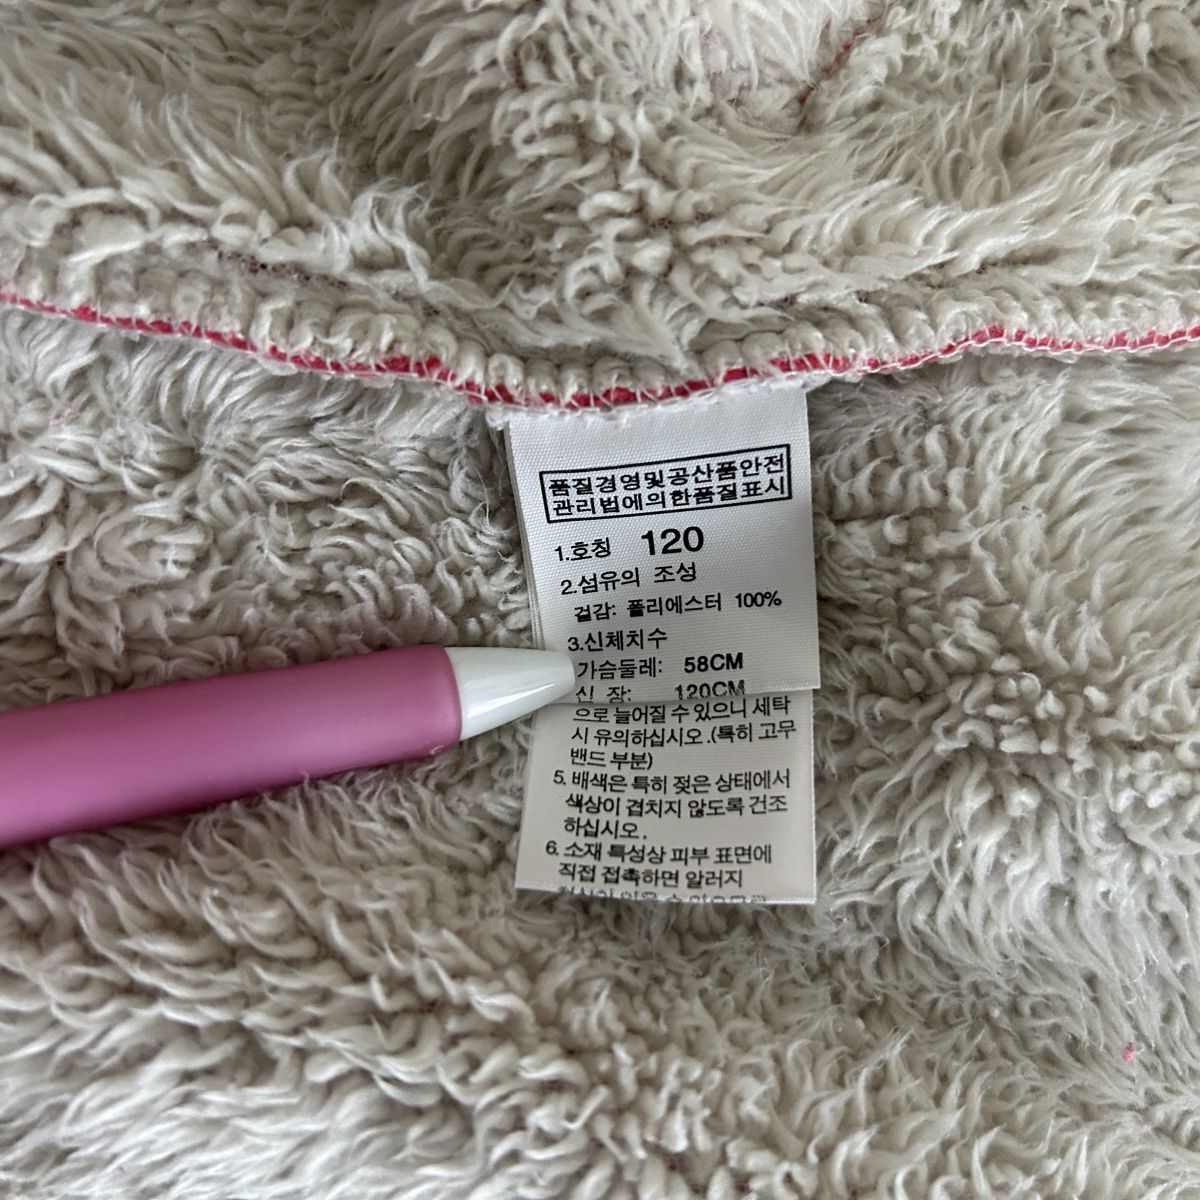 품질경영및공산품안전
관리법에의한품질표시
1.호칭 120
2.섬유의 조성
겉감: 폴리에스터 100%
3.신체치수
가슴둘레: 58CM
신 장: 120CM
으로 늘어질 수 있으니 세탁
시 유의하십시오.(특히 고무
밴드 부분)
5. 배색은 특히 젖은 상태에서
색상이 겹치지 않도록 건조
하십시오.
6. 소재 특성상 피부 표면에
직접 접촉하면 알러지